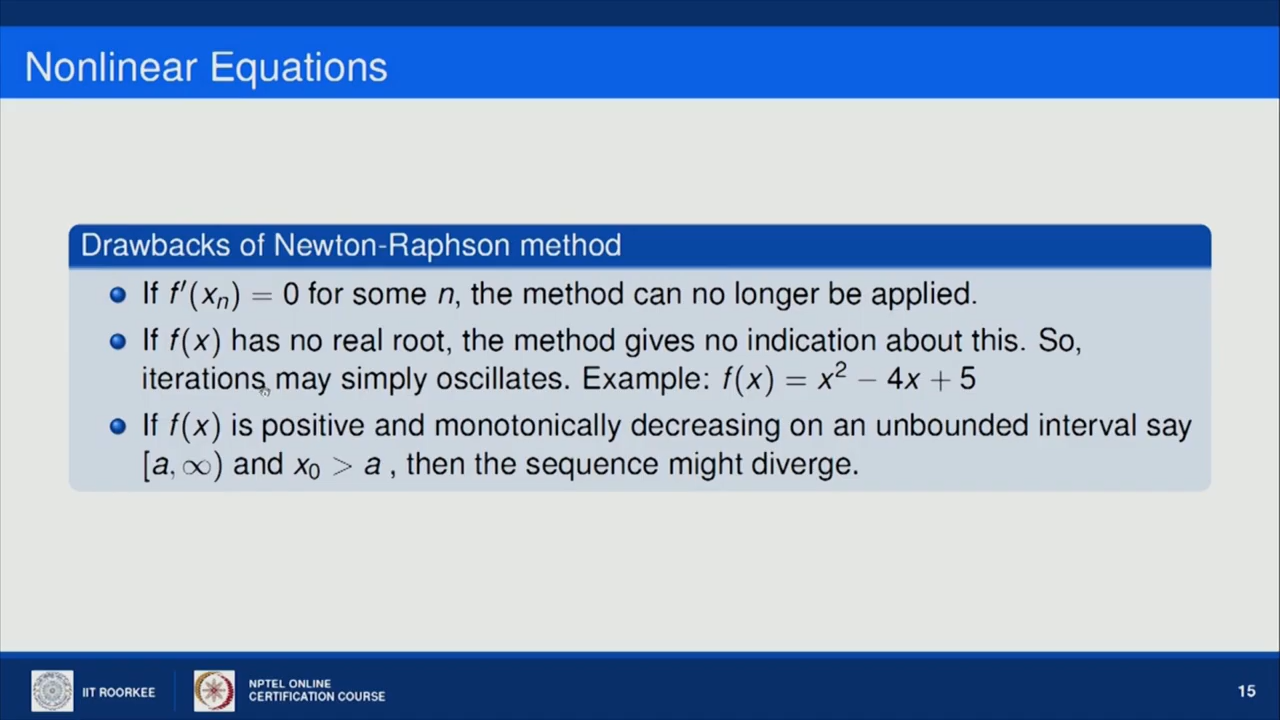 Nonlinear Equations
Drawbacks of Newton-Raphson method
If f′(xₙ) = 0 for some n, the method can no longer be applied.
If f(x) has no real root, the method gives no indication about this. So,
iterations may simply oscillates. Example: f(x) = x² − 4x + 5
If f(x) is positive and monotonically decreasing on an unbounded interval say
[a, ∞) and x₀ > a , then the sequence might diverge.
IIT ROORKEE
NPTEL ONLINE
CERTIFICATION COURSE
15